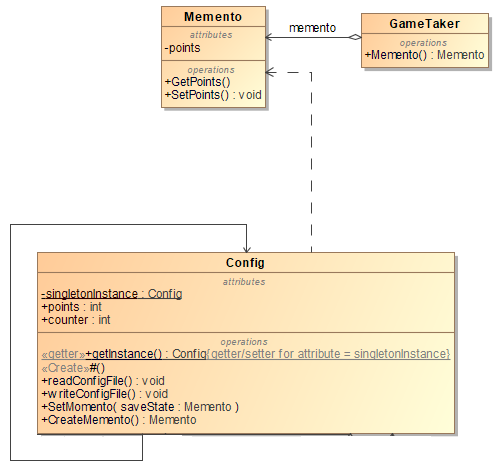 Memento
attributes
-points
operations
+GetPoints()
+SetPoints() : void
memento
GameTaker
operations
+Memento() : Memento
Config
attributes
-singletonInstance : Config
+points : int
+counter : int
operations
«getter»+getInstance() : Config{getter/setter for attribute = singletonInstance}
«Create»#()
+readConfigFile() : void
+writeConfigFile() : void
+SetMomento( saveState : Memento )
+CreateMemento() : Memento